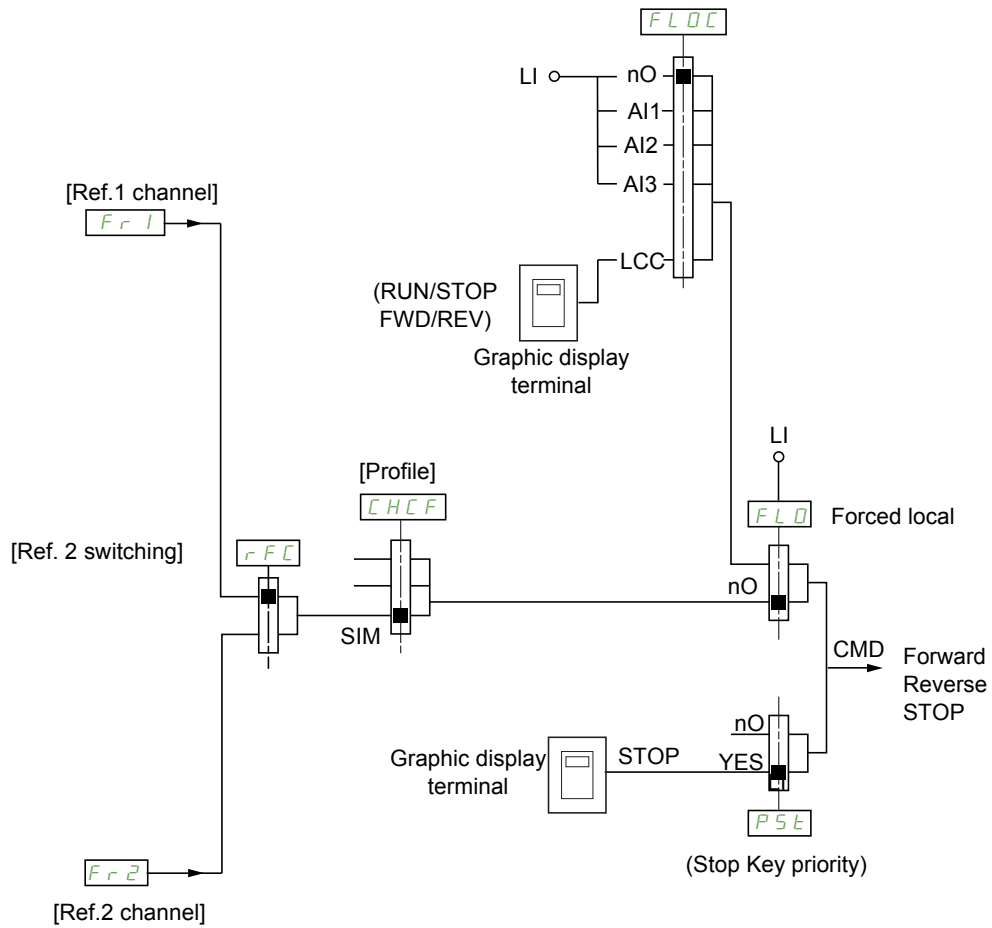 FLOC
LI
nO
AI1
AI2
AI3
[Ref.1 channel]
Fr1
LCC
(RUN/STOP
FWD/REV)
Graphic display
terminal
LI
[Profile]
CHCF
FLO
Forced local
[Ref. 2 switching]
rFC
nO
SIM
CMD
Forward
Reverse
STOP
nO
Graphic display
terminal
STOP
YES
LI
PSt
(Stop Key priority)
Fr2
[Ref.2 channel]